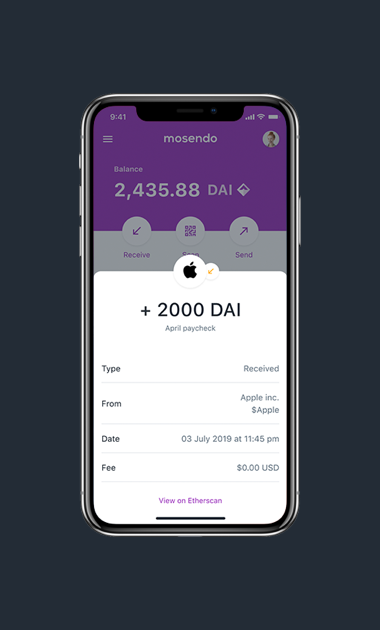 9:41
mosendo
Balance
2,435.88 DAI
Receive
Scan
Send
+ 2000 DAI
April paycheck
Type Received
From Apple inc.
$Apple
Date 03 July 2019 at 11:45 pm
Fee $0.00 USD
View on Etherscan